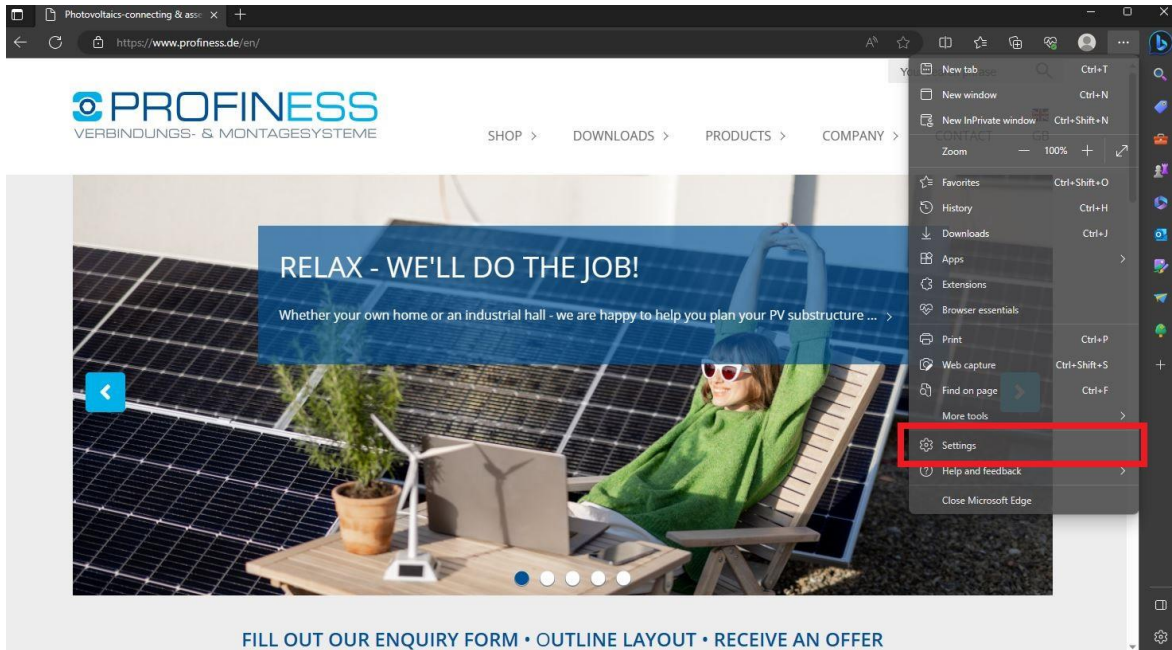 Photovoltaics-connecting & asse
https://www.profiness.de/en/
PROFINESS
VERBINDUNGS- & MONTAGESYSTEME
SHOP >
DOWNLOADS >
PRODUCTS >
COMPANY >
CONTACT
GB
RELAX - WE'LL DO THE JOB!
Whether your own home or an industrial hall - we are happy to help you plan your PV substructure ... >
FILL OUT OUR ENQUIRY FORM • OUTLINE LAYOUT • RECEIVE AN OFFER
New tab Ctrl+T
New window Ctrl+N
New InPrivate window Ctrl+Shift+N
Zoom — 100% +
Favorites Ctrl+Shift+O
History Ctrl+H
Downloads Ctrl+J
Apps >
Extensions
Browser essentials
Print Ctrl+P
Web capture Ctrl+Shift+S
Find on page Ctrl+F
More tools >
Settings
Help and feedback >
Close Microsoft Edge